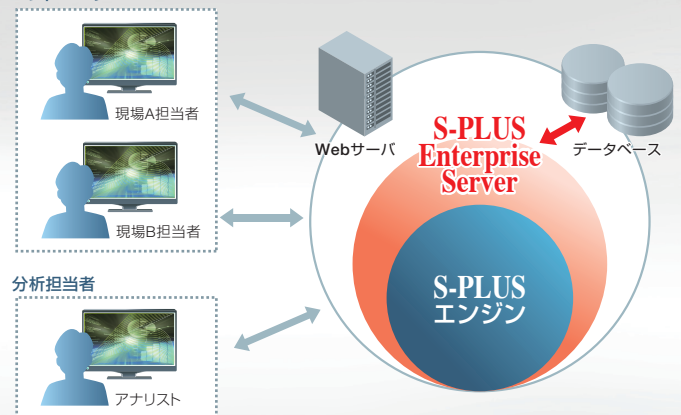 現場A担当者
現場B担当者
分析担当者
アナリスト
Webサーバ
データベース
S-PLUS
Enterprise
Server
S-PLUS
エンジン